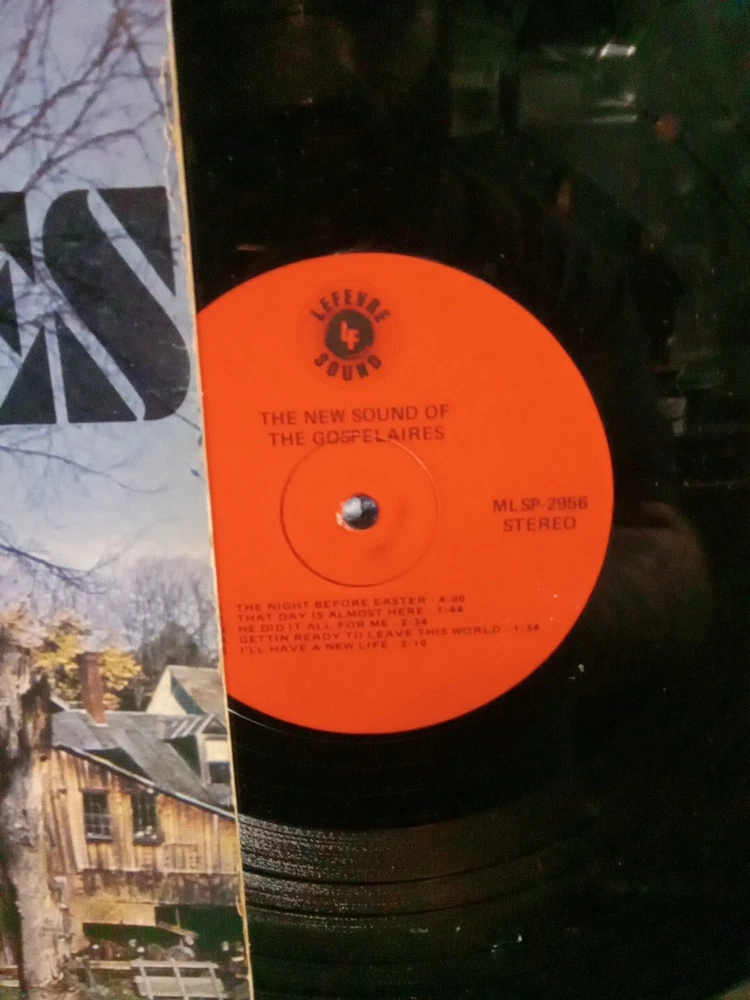 S
LEFEVRE
LF
SOUND
THE NEW SOUND OF
THE GOSPELAIRES
MLSP-2956
STEREO
THE NIGHT BEFORE EASTER - 4:00
THAT DAY IS ALMOST HERE - 1:44
HE DID IT ALL FOR ME - 2:34
GETTIN READY TO LEAVE THIS WORLD - 1:34
I'LL HAVE A NEW LIFE - 2:10